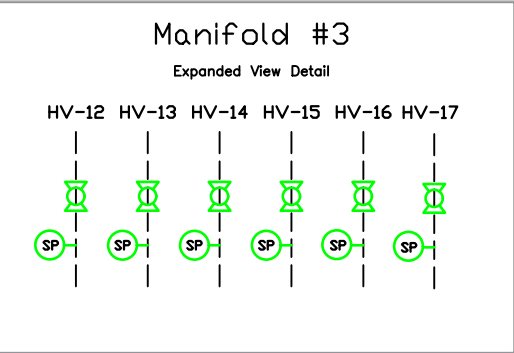 Manifold #3
Expanded View Detail
HV-12 HV-13 HV-14 HV-15 HV-16 HV-17
SP SP SP SP SP SP